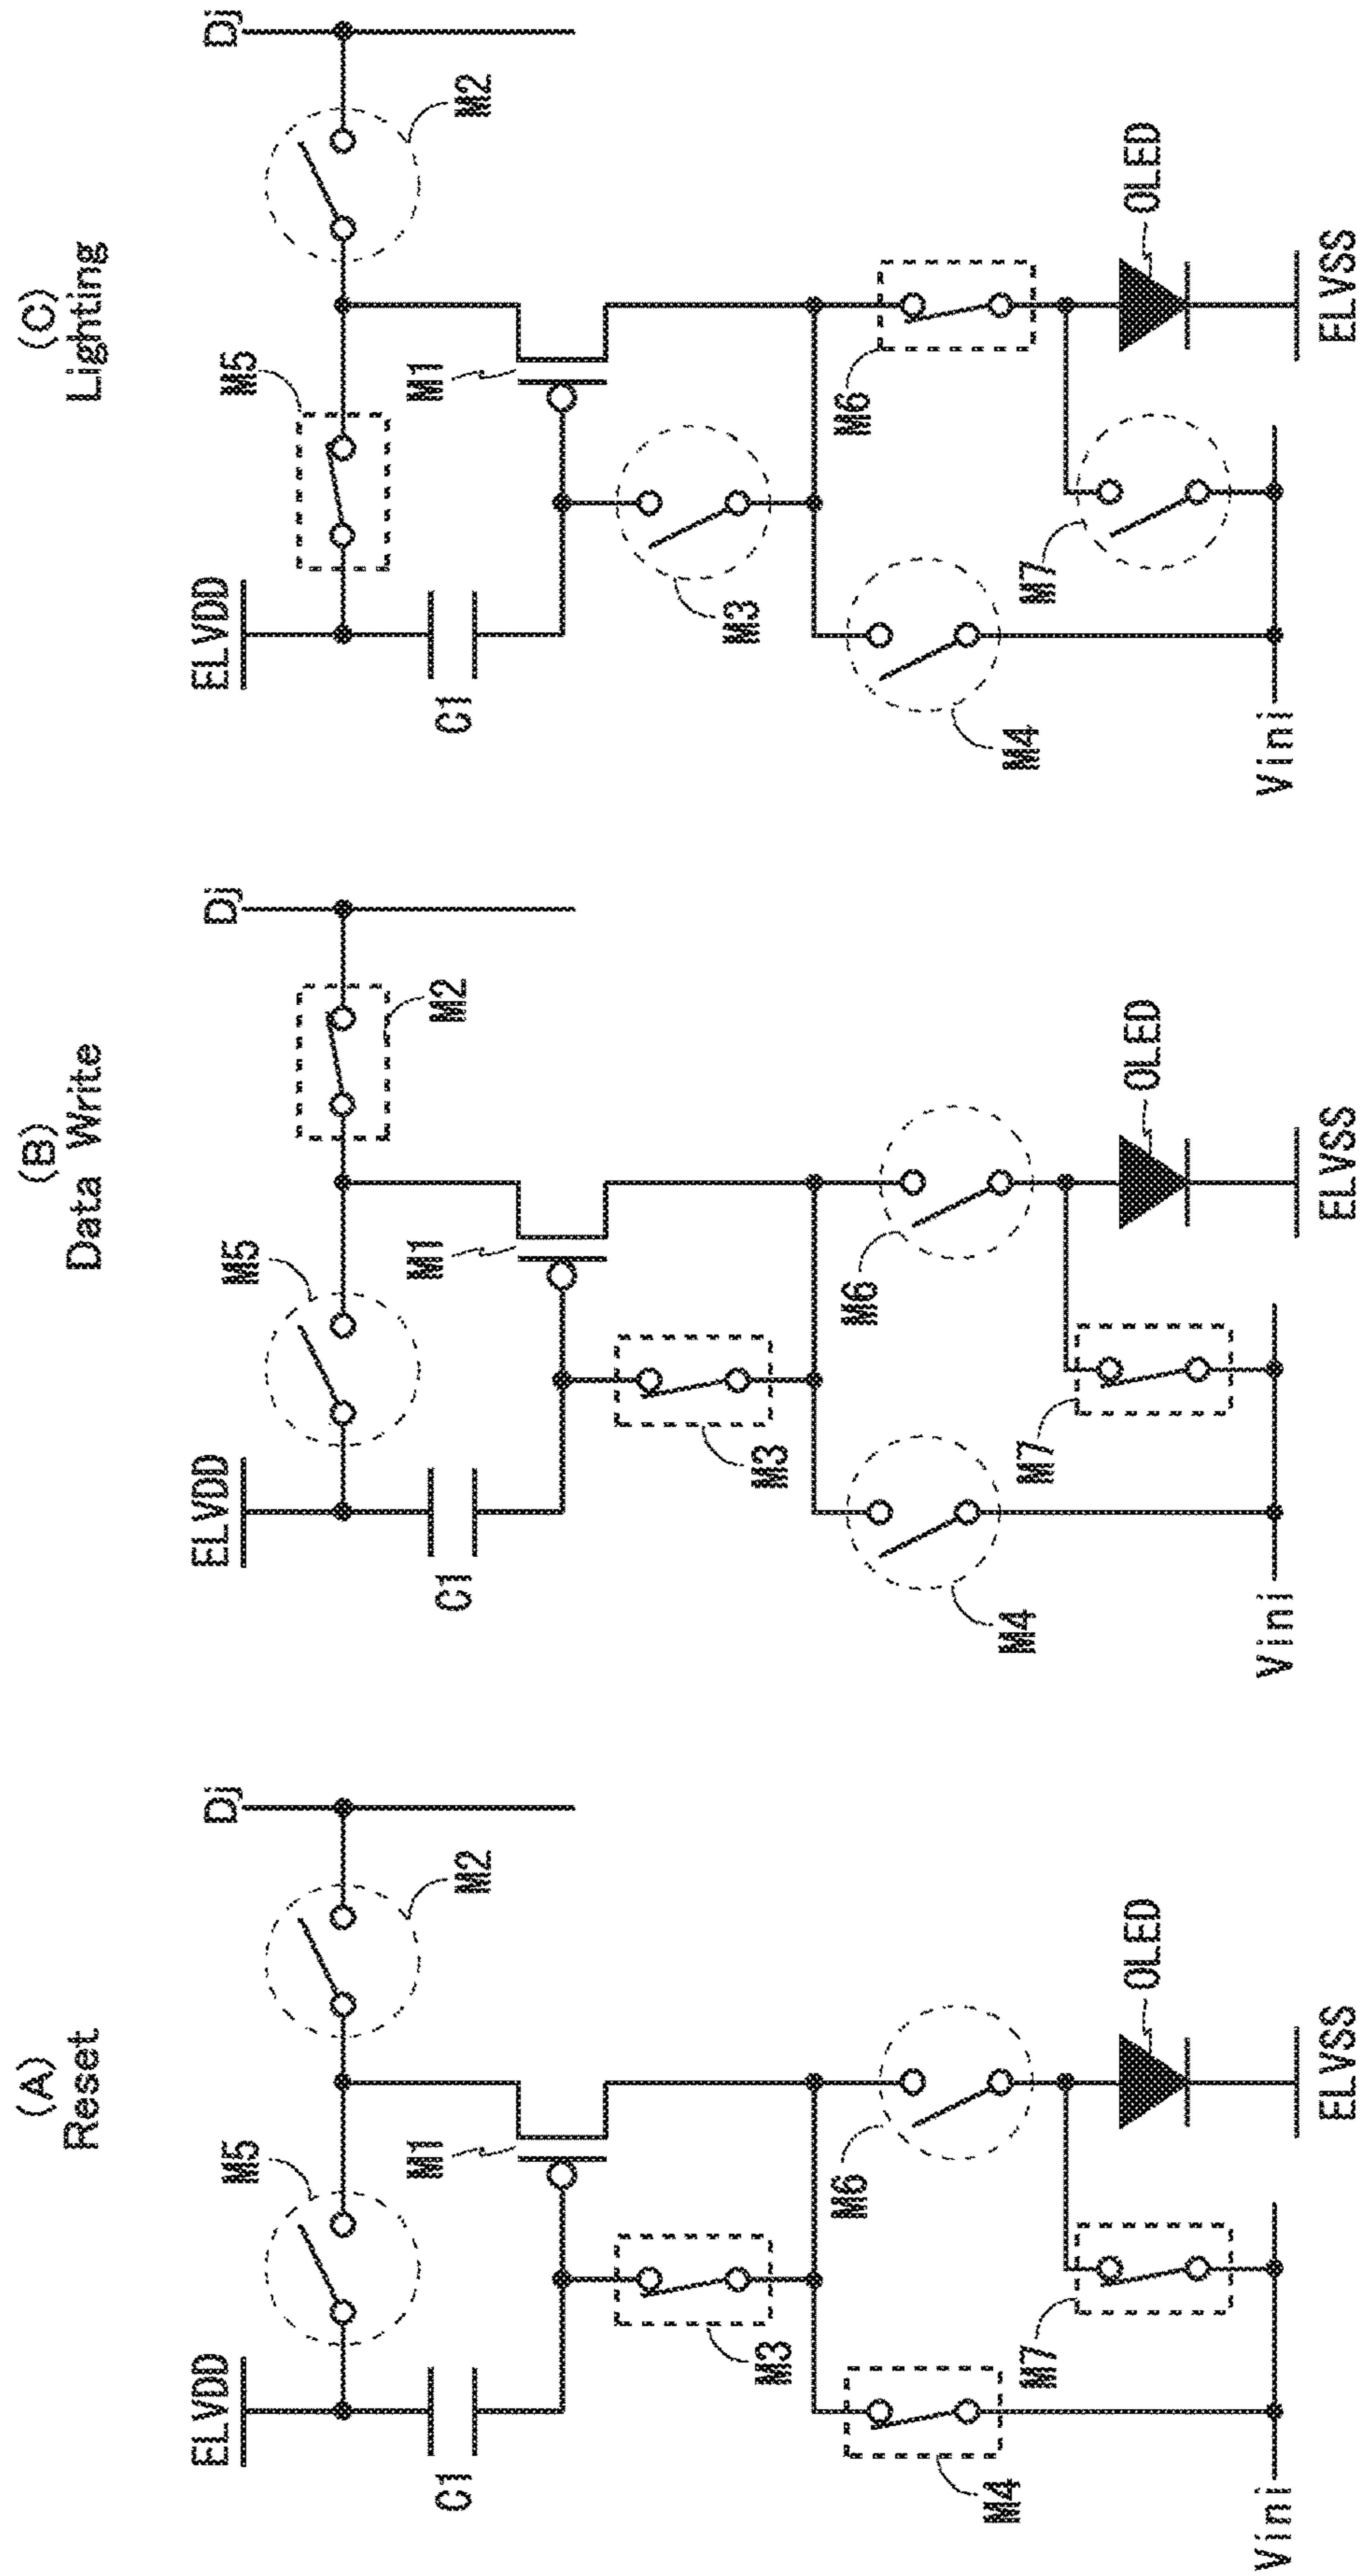 (A)
Reset
ELVDD
M5
M2
Dj
C1
M1
M3
M6
M4
M7
OLED
Vini
ELVSS
(B)
Data Write
ELVDD
M5
M2
Dj
C1
M1
M3
M6
M4
M7
OLED
Vini
ELVSS
(C)
Lighting
ELVDD
M5
M2
Dj
C1
M1
M3
M6
M4
M7
OLED
Vini
ELVSS